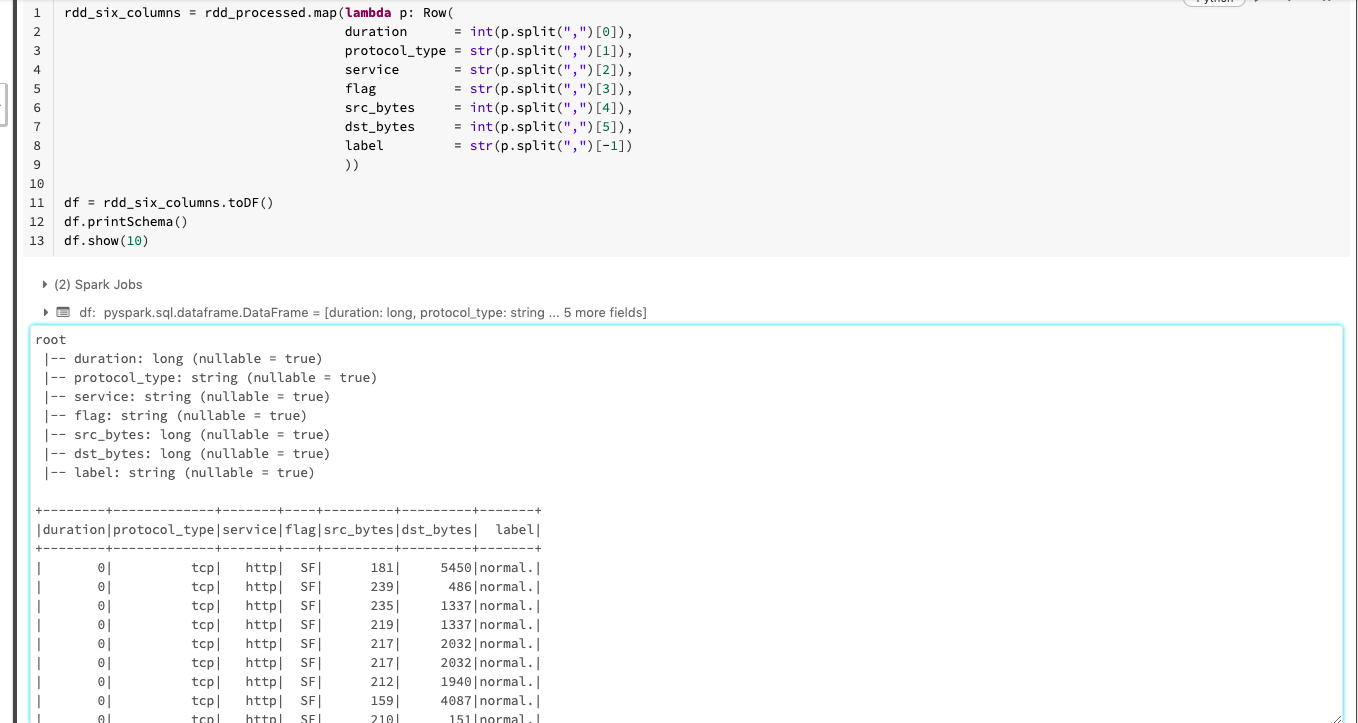 Python
1 rdd_six_columns = rdd_processed.map(lambda p: Row(
2 duration = int(p.split(",")[0]),
3 protocol_type = str(p.split(",")[1]),
4 service = str(p.split(",")[2]),
5 flag = str(p.split(",")[3]),
6 src_bytes = int(p.split(",")[4]),
7 dst_bytes = int(p.split(",")[5]),
8 label = str(p.split(",")[-1])
9 ))
10
11 df = rdd_six_columns.toDF()
12 df.printSchema()
13 df.show(10)
(2) Spark Jobs
df: pyspark.sql.dataframe.DataFrame = [duration: long, protocol_type: string ... 5 more fields]
root
|-- duration: long (nullable = true)
|-- protocol_type: string (nullable = true)
|-- service: string (nullable = true)
|-- flag: string (nullable = true)
|-- src_bytes: long (nullable = true)
|-- dst_bytes: long (nullable = true)
|-- label: string (nullable = true)
+--------+-------------+-------+----+---------+---------+-------+
|duration|protocol_type|service|flag|src_bytes|dst_bytes|  label|
+--------+-------------+-------+----+---------+---------+-------+
|       0|          tcp|   http|  SF|      181|     5450|normal.|
|       0|          tcp|   http|  SF|      239|      486|normal.|
|       0|          tcp|   http|  SF|      235|     1337|normal.|
|       0|          tcp|   http|  SF|      219|     1337|normal.|
|       0|          tcp|   http|  SF|      217|     2032|normal.|
|       0|          tcp|   http|  SF|      217|     2032|normal.|
|       0|          tcp|   http|  SF|      212|     1940|normal.|
|       0|          tcp|   http|  SF|      159|     4087|normal.|
|       0|          tcp|   http|  SF|      210|      151|normal.|